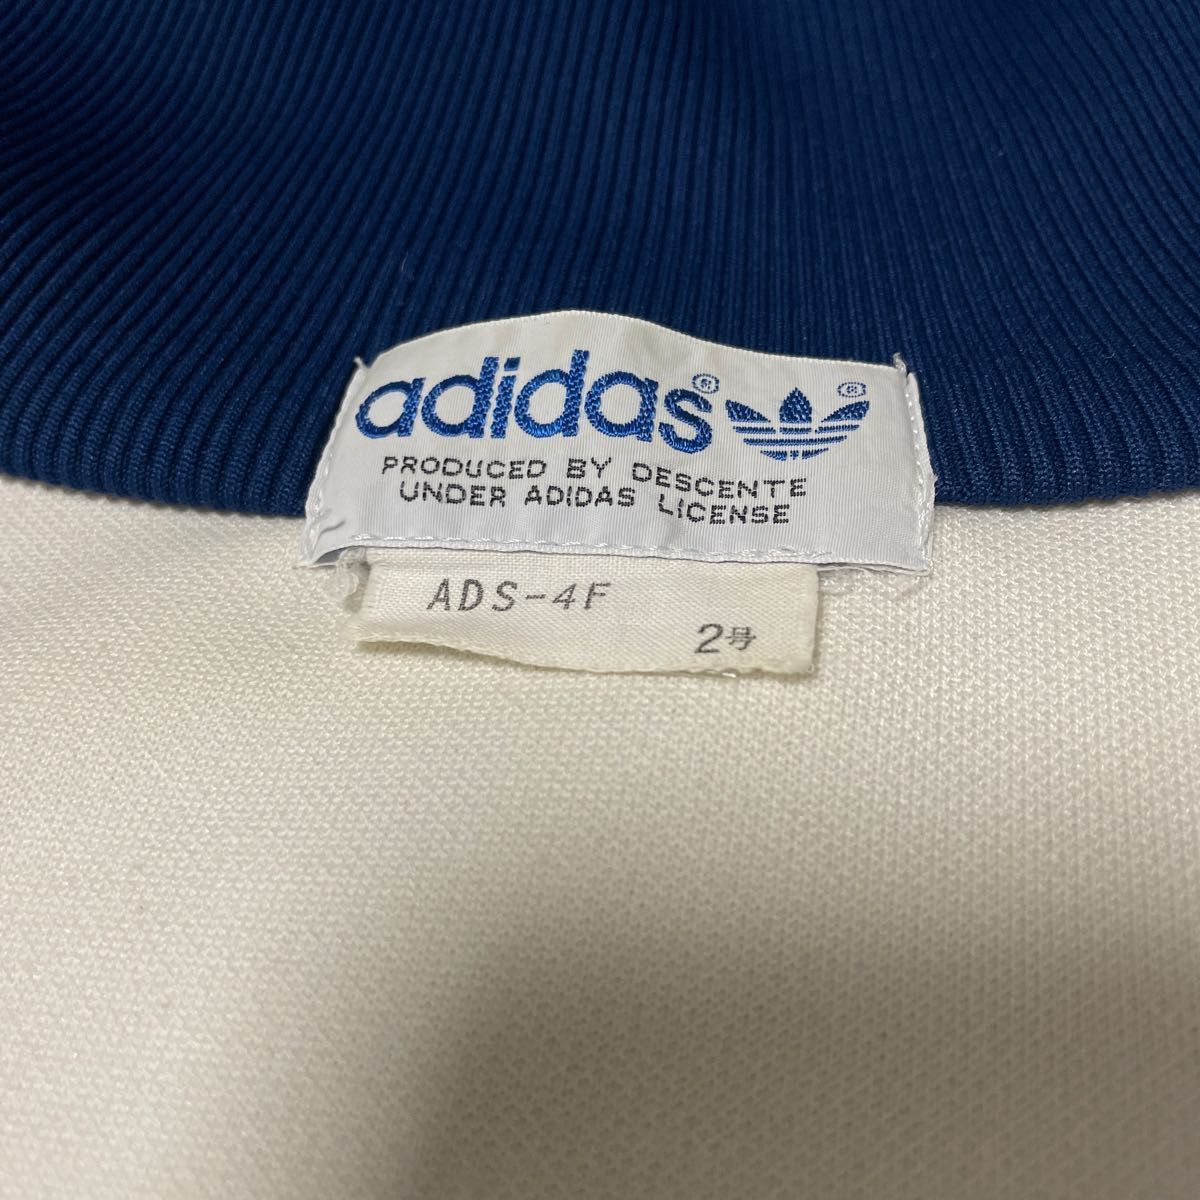 adidas® ®
PRODUCED BY DESCENTE
UNDER ADIDAS LICENSE
ADS-4F
2号